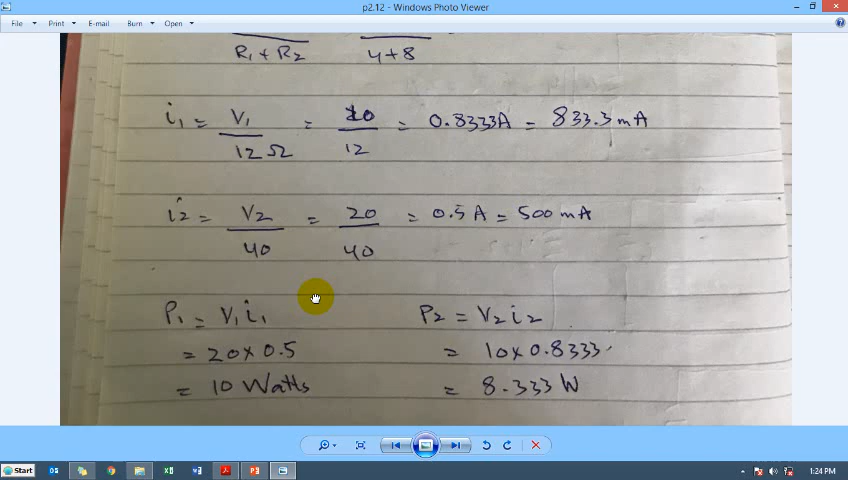 p2.12 - Windows Photo Viewer
File Print E-mail Burn Open
R1 + R2 4+8
i1 = V1 / 12 Ω = 10 / 12 = 0.8333A = 833.3 mA
i2 = V2 / 40 = 20 / 40 = 0.5 A = 500 mA
P1 = V1 i1 P2 = V2 i2
= 20 x 0.5 = 10 x 0.8333
= 10 Watts = 8.333 W
Start 1:24 PM